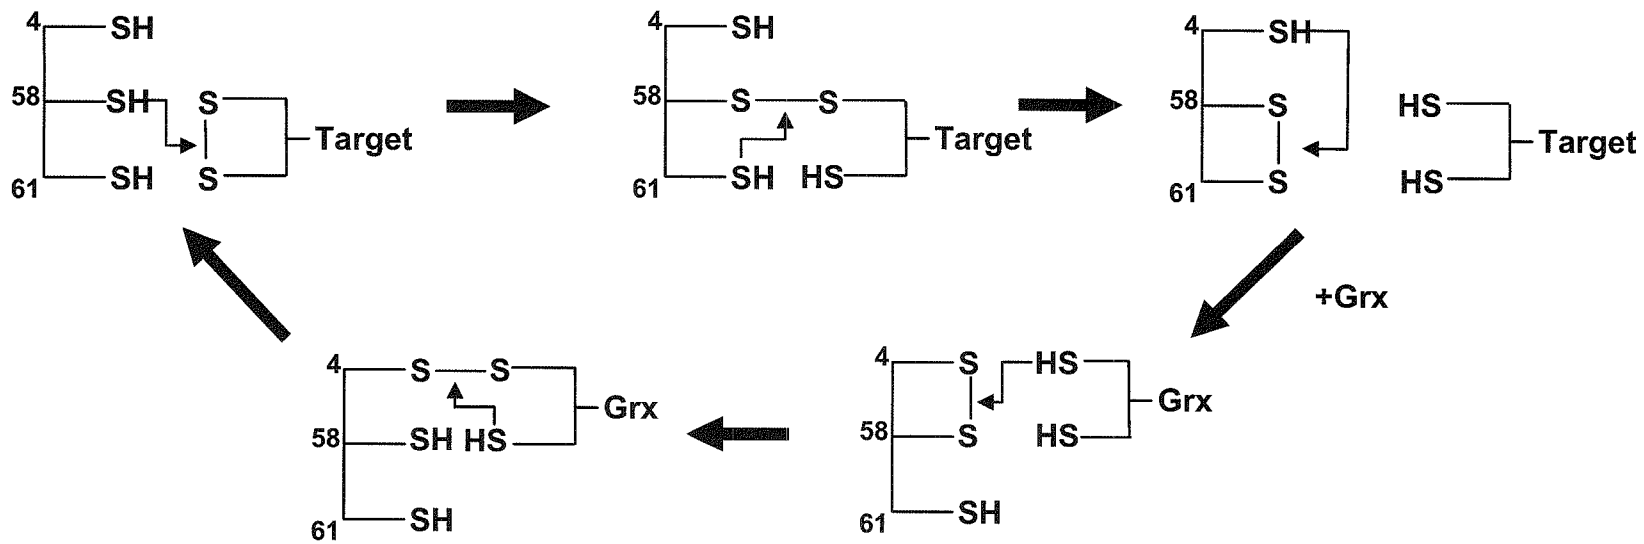 4 SH
58 SH S
Target
61 SH S
4 SH
58 S S
Target
61 SH HS
4 SH
58 S HS
Target
61 S HS
+Grx
4 S S
Grx
58 SH HS
61 SH
4 S HS
Grx
58 S HS
61 SH